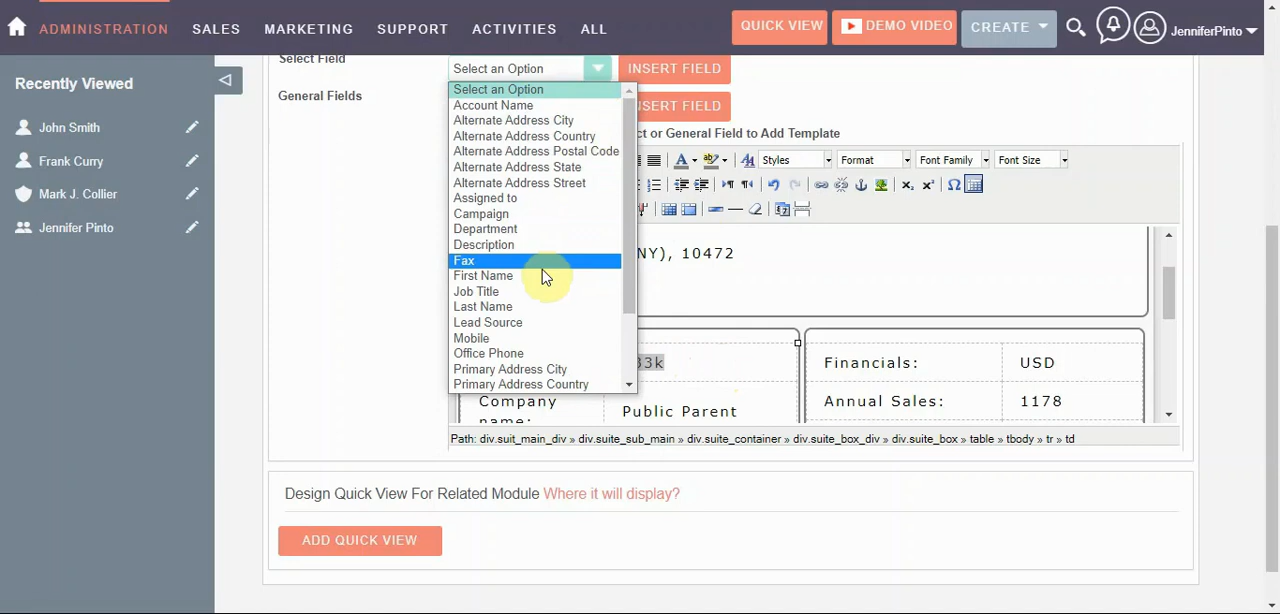 ADMINISTRATION SALES MARKETING SUPPORT ACTIVITIES ALL QUICK VIEW DEMO VIDEO CREATE JenniferPinto
Recently Viewed
John Smith
Frank Curry
Mark J. Collier
Jennifer Pinto
Select Field
Select an Option
INSERT FIELD
General Fields
INSERT FIELD
Select an Option
Account Name
Alternate Address City
Alternate Address Country
Alternate Address Postal Code
Alternate Address State
Alternate Address Street
Assigned to
Campaign
Department
Description
Fax
First Name
Job Title
Last Name
Lead Source
Mobile
Office Phone
Primary Address City
Primary Address Country
or General Field to Add Template
Styles Format Font Family Font Size
NY), 10472
33k
Financials: USD
Annual Sales: 1178
Company
name:
Public Parent
Path: div.suit_main_div » div.suite_sub_main » div.suite_container » div.suite_box_div » div.suite_box » table » tbody » tr » td
Design Quick View For Related Module Where it will display?
ADD QUICK VIEW